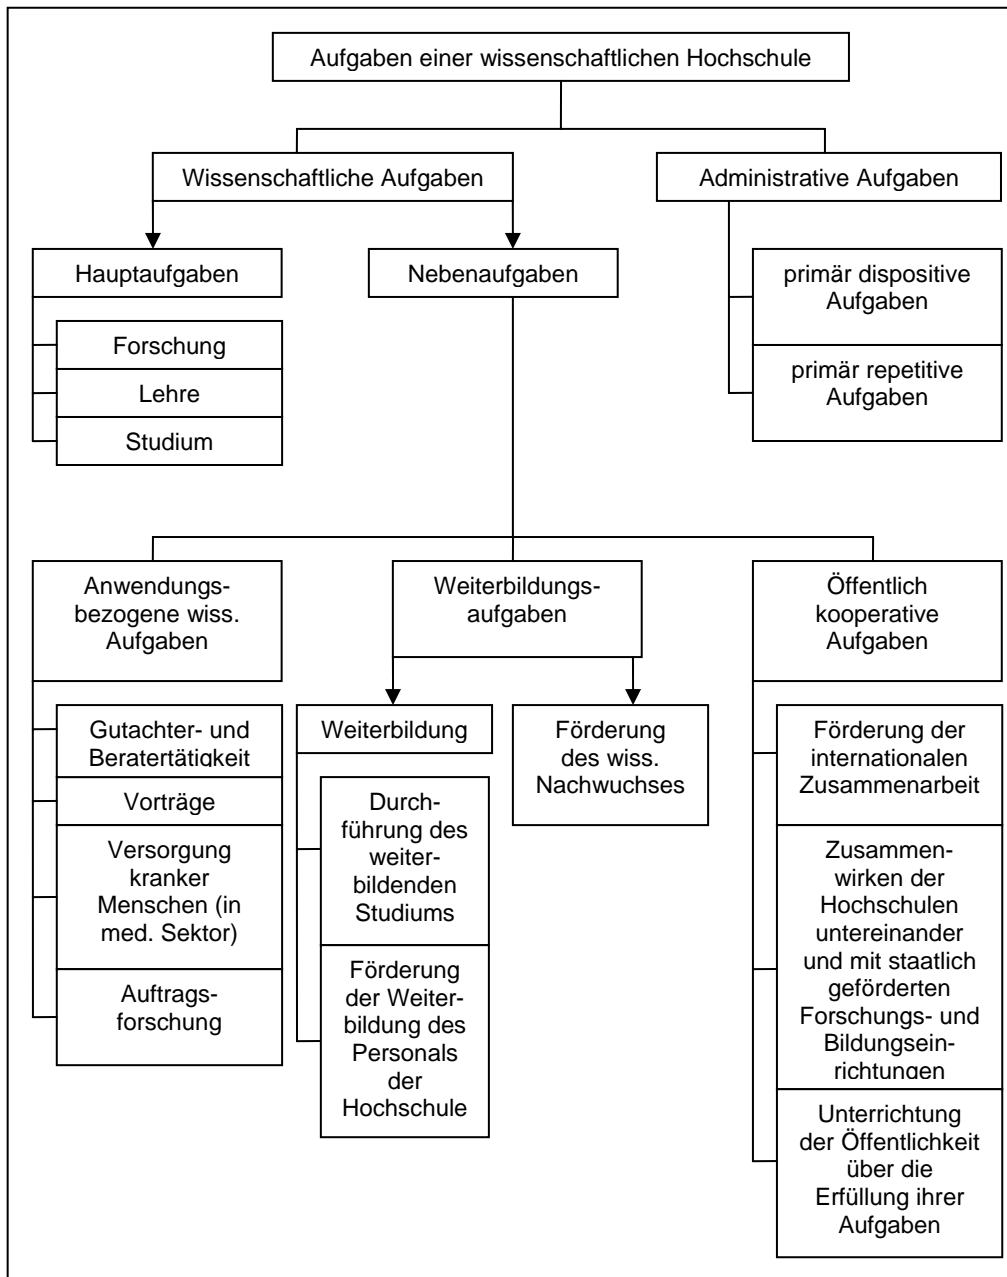 Aufgaben einer wissenschaftlichen Hochschule
Wissenschaftliche Aufgaben
Administrative Aufgaben
Hauptaufgaben
Nebenaufgaben
primär dispositive
Aufgaben
primär repetitive
Aufgaben
Forschung
Lehre
Studium
Anwendungs-
bezogene wiss.
Aufgaben
Weiterbildungs-
aufgaben
Öffentlich
kooperative
Aufgaben
Gutachter- und
Beratertätigkeit
Vorträge
Versorgung
kranker
Menschen (in
med. Sektor)
Auftrags-
forschung
Weiterbildung
Durch-
führung des
weiter-
bildenden
Studiums
Förderung
der Weiter-
bildung des
Personals
der
Hochschule
Förderung
des wiss.
Nachwuchses
Förderung der
internationalen
Zusammenarbeit
Zusammen-
wirken der
Hochschulen
untereinander
und mit staatlich
geförderten
Forschungs- und
Bildungsein-
richtungen
Unterrichtung
der Öffentlichkeit
über die
Erfüllung ihrer
Aufgaben